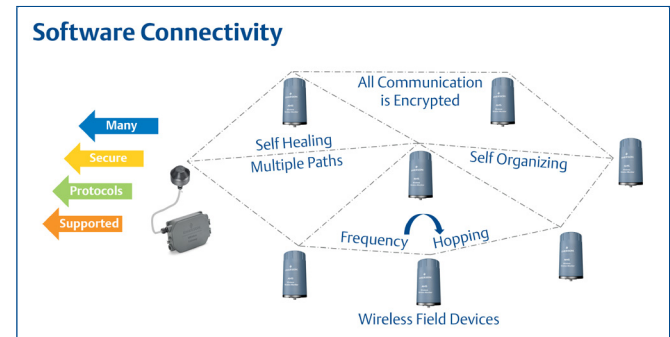 Software Connectivity
All Communication
is Encrypted
Many
Secure
Protocols
Supported
Self Healing
Multiple Paths
Self Organizing
Frequency Hopping
Wireless Field Devices